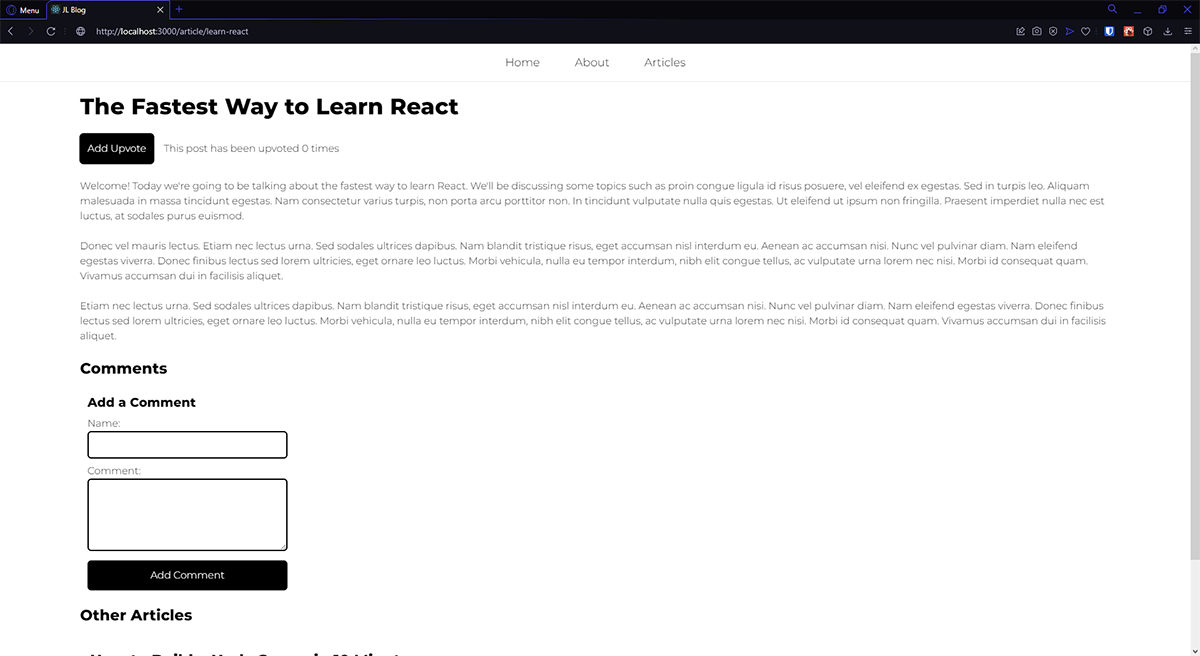 Menu
JL Blog
http://localhost:3000/article/learn-react
Home About Articles
The Fastest Way to Learn React
Add Upvote This post has been upvoted 0 times
Welcome! Today we're going to be talking about the fastest way to learn React. We'll be discussing some topics such as proin congue ligula id risus posuere, vel eleifend ex egestas. Sed in turpis leo. Aliquam
malesuada in massa tincidunt egestas. Nam consectetur varius turpis, non porta arcu porttitor non. In tincidunt vulputate nulla quis egestas. Ut eleifend ut ipsum non fringilla. Praesent imperdiet nulla nec est
luctus, at sodales purus euismod.
Donec vel mauris lectus. Etiam nec lectus urna. Sed sodales ultrices dapibus. Nam blandit tristique risus, eget accumsan nisl interdum eu. Aenean ac accumsan nisi. Nunc vel pulvinar diam. Nam eleifend
egestas viverra. Donec finibus lectus sed lorem ultricies, eget ornare leo luctus. Morbi vehicula, nulla eu tempor interdum, nibh elit congue tellus, ac vulputate urna lorem nec nisi. Morbi id consequat quam.
Vivamus accumsan dui in facilisis aliquet.
Etiam nec lectus urna. Sed sodales ultrices dapibus. Nam blandit tristique risus, eget accumsan nisl interdum eu. Aenean ac accumsan nisi. Nunc vel pulvinar diam. Nam eleifend egestas viverra. Donec finibus
lectus sed lorem ultricies, eget ornare leo luctus. Morbi vehicula, nulla eu tempor interdum, nibh elit congue tellus, ac vulputate urna lorem nec nisi. Morbi id consequat quam. Vivamus accumsan dui in facilisis
aliquet.
Comments
Add a Comment
Name:
Comment:
Add Comment
Other Articles